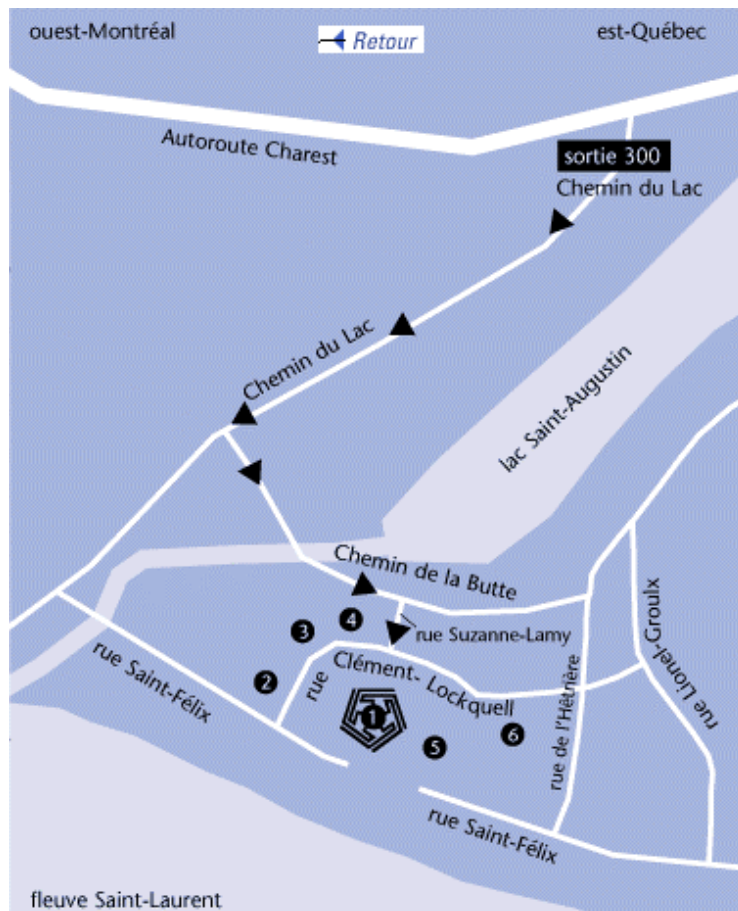 ouest-Montréal
Retour
est-Québec
Autoroute Charest
sortie 300
Chemin du Lac
Chemin du Lac
lac Saint-Augustin
Chemin de la Butte
4
3
rue Suzanne-Lamy
rue Clément-Lockquell
2
rue Saint-Félix
1
5
6
rue de l'Hêtrière
rue Lionel-Groulx
rue Saint-Félix
fleuve Saint-Laurent